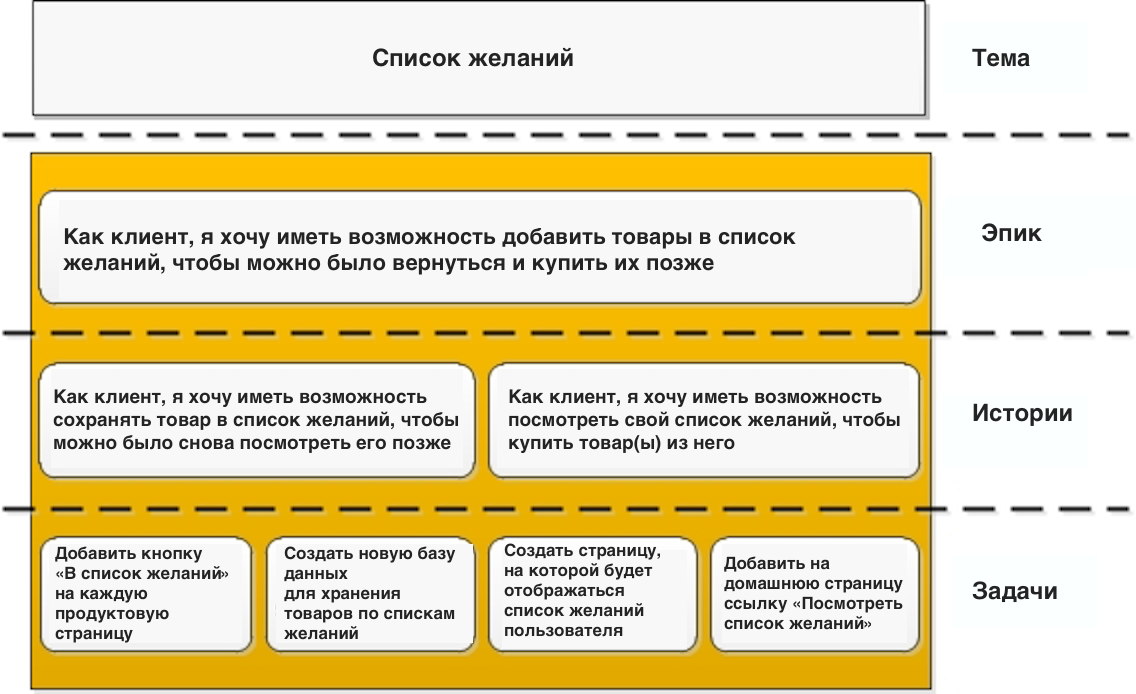 Список желаний
Тема
Как клиент, я хочу иметь возможность добавить товары в список
желаний, чтобы можно было вернуться и купить их позже
Эпик
Как клиент, я хочу иметь возможность
сохранять товар в список желаний, чтобы
можно было снова посмотреть его позже
Как клиент, я хочу иметь возможность
посмотреть свой список желаний, чтобы
купить товар(ы) из него
Истории
Добавить кнопку
«В список желаний»
на каждую
продуктовую
страницу
Создать новую базу
данных
для хранения
товаров по спискам
желаний
Создать страницу,
на которой будет
отображаться
список желаний
пользователя
Добавить на
домашнюю страницу
ссылку «Посмотреть
список желаний»
Задачи